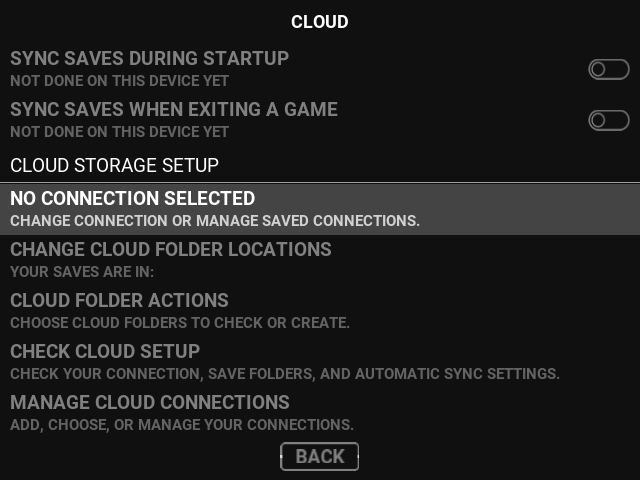 CLOUD
SYNC SAVES DURING STARTUP
NOT DONE ON THIS DEVICE YET
SYNC SAVES WHEN EXITING A GAME
NOT DONE ON THIS DEVICE YET
CLOUD STORAGE SETUP
NO CONNECTION SELECTED
CHANGE CONNECTION OR MANAGE SAVED CONNECTIONS.
CHANGE CLOUD FOLDER LOCATIONS
YOUR SAVES ARE IN:
CLOUD FOLDER ACTIONS
CHOOSE CLOUD FOLDERS TO CHECK OR CREATE.
CHECK CLOUD SETUP
CHECK YOUR CONNECTION, SAVE FOLDERS, AND AUTOMATIC SYNC SETTINGS.
MANAGE CLOUD CONNECTIONS
ADD, CHOOSE, OR MANAGE YOUR CONNECTIONS.
BACK